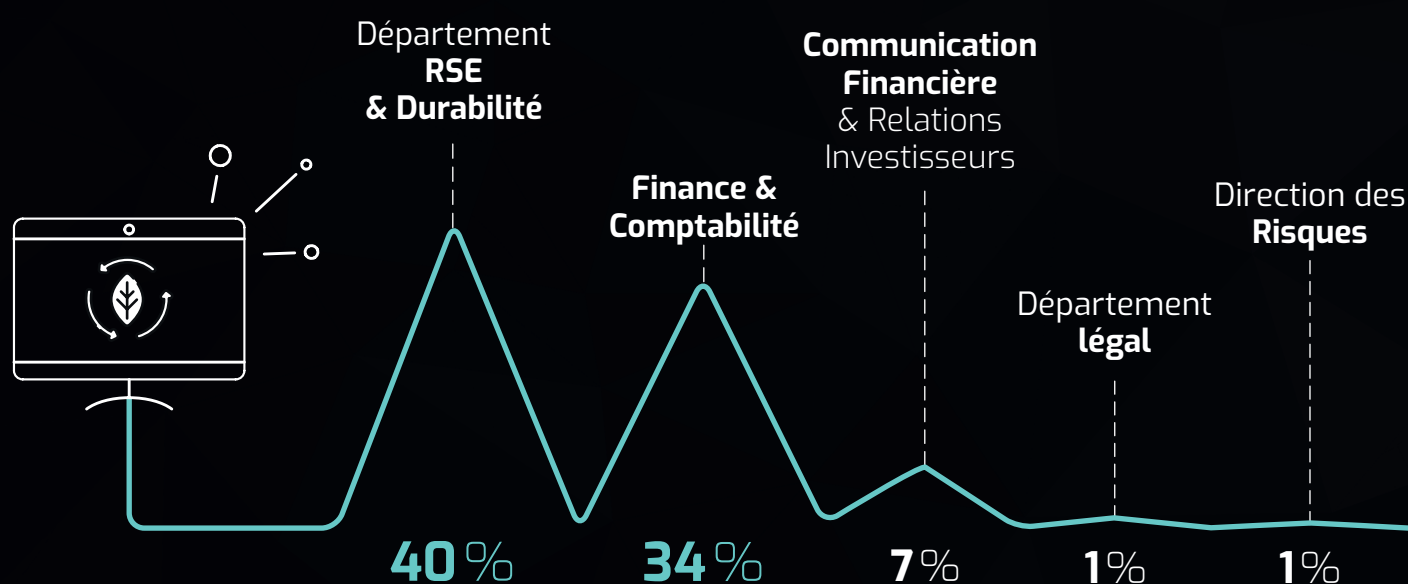 Département
RSE
& Durabilité
Finance &
Comptabilité
Communication
Financière
& Relations
Investisseurs
Département
légal
Direction des
Risques
40 %
34 %
7 %
1 %
1 %